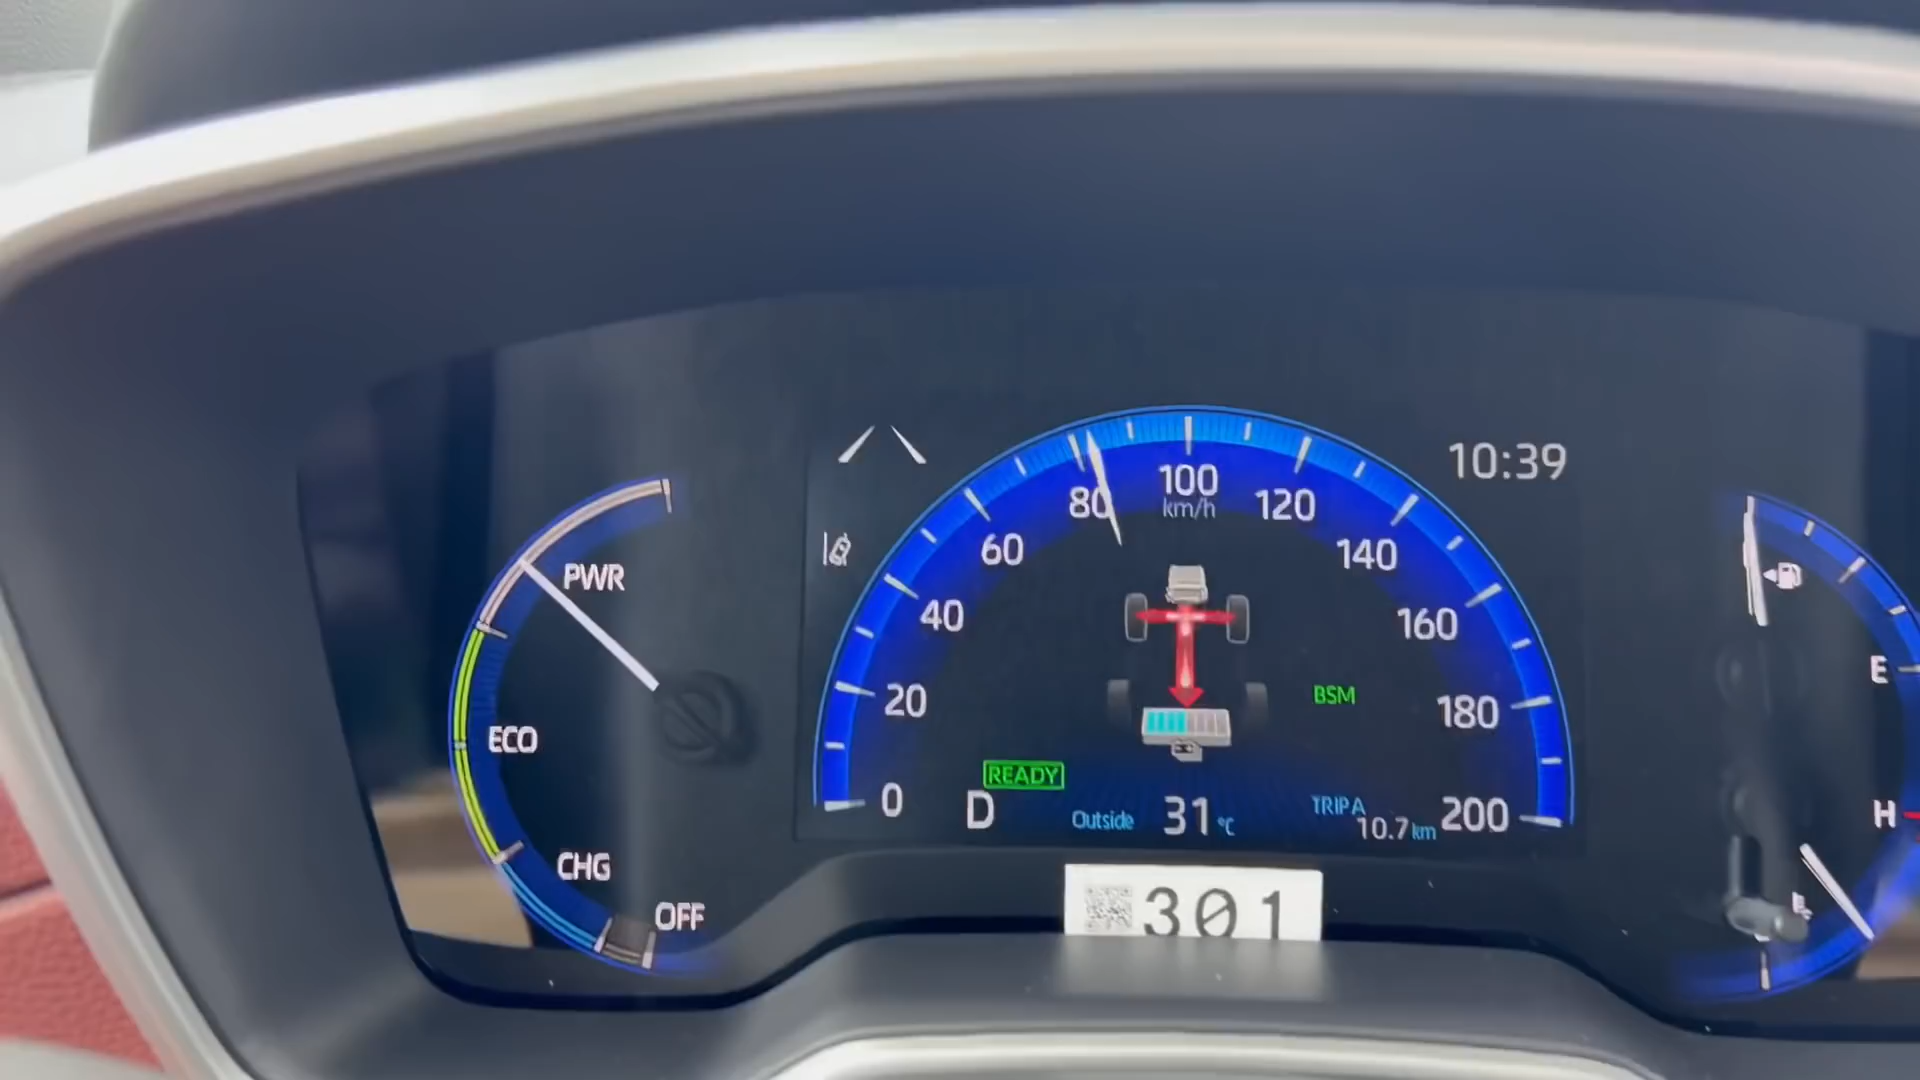 10:39
PWR
ECO
CHG
OFF
0
20
40
60
80
100
km/h
120
140
160
180
200
BSM
READY
D
Outside 31 °C
TRIP A
10.7 km
E
H
301